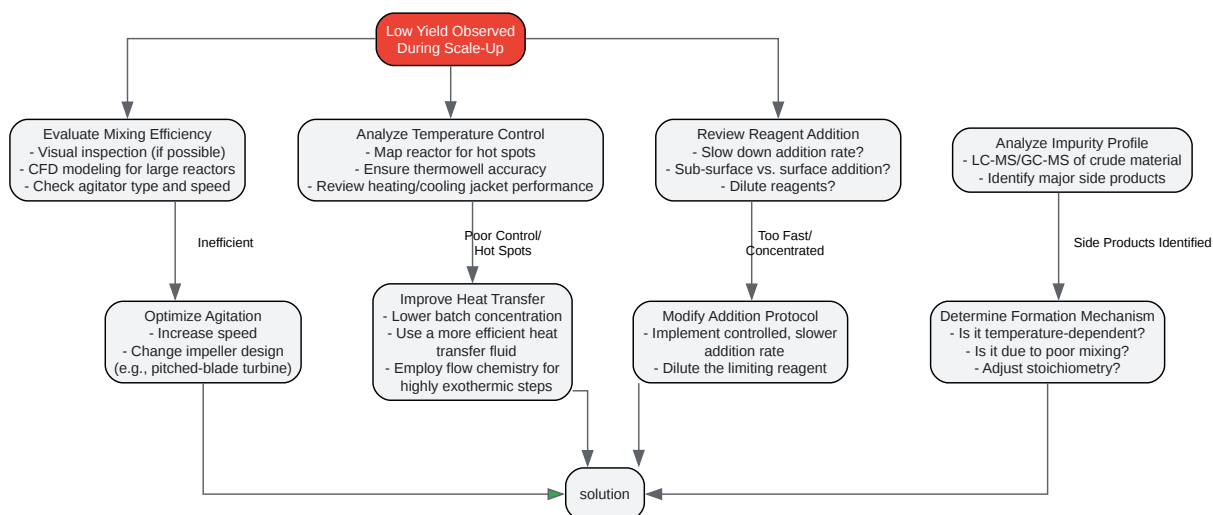 Low Yield Observed
During Scale-Up
Evaluate Mixing Efficiency
- Visual inspection (if possible)
- CFD modeling for large reactors
- Check agitator type and speed
Analyze Temperature Control
- Map reactor for hot spots
- Ensure thermowell accuracy
- Review heating/cooling jacket performance
Review Reagent Addition
- Slow down addition rate?
- Sub-surface vs. surface addition?
- Dilute reagents?
Analyze Impurity Profile
- LC-MS/GC-MS of crude material
- Identify major side products
Inefficient
Poor Control/
Hot Spots
Too Fast/
Concentrated
Side Products Identified
Optimize Agitation
- Increase speed
- Change impeller design
(e.g., pitched-blade turbine)
Improve Heat Transfer
- Lower batch concentration
- Use a more efficient heat
transfer fluid
- Employ flow chemistry for
highly exothermic steps
Modify Addition Protocol
- Implement controlled, slower
addition rate
- Dilute the limiting reagent
Determine Formation Mechanism
- Is it temperature-dependent?
- Is it due to poor mixing?
- Adjust stoichiometry?
solution